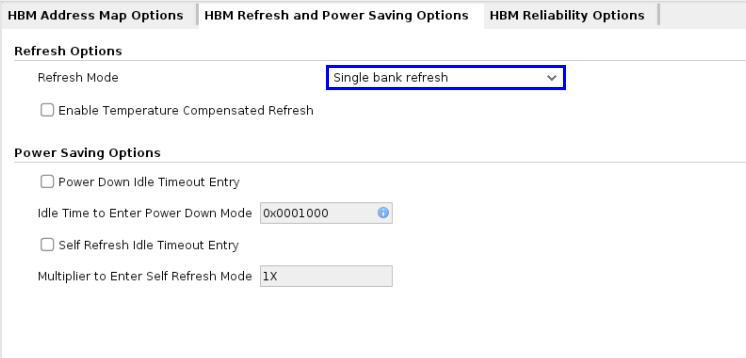 HBM Address Map Options HBM Refresh and Power Saving Options HBM Reliability Options
Refresh Options
Refresh Mode Single bank refresh
Enable Temperature Compensated Refresh
Power Saving Options
Power Down Idle Timeout Entry
Idle Time to Enter Power Down Mode 0x0001000
Self Refresh Idle Timeout Entry
Multiplier to Enter Self Refresh Mode 1X